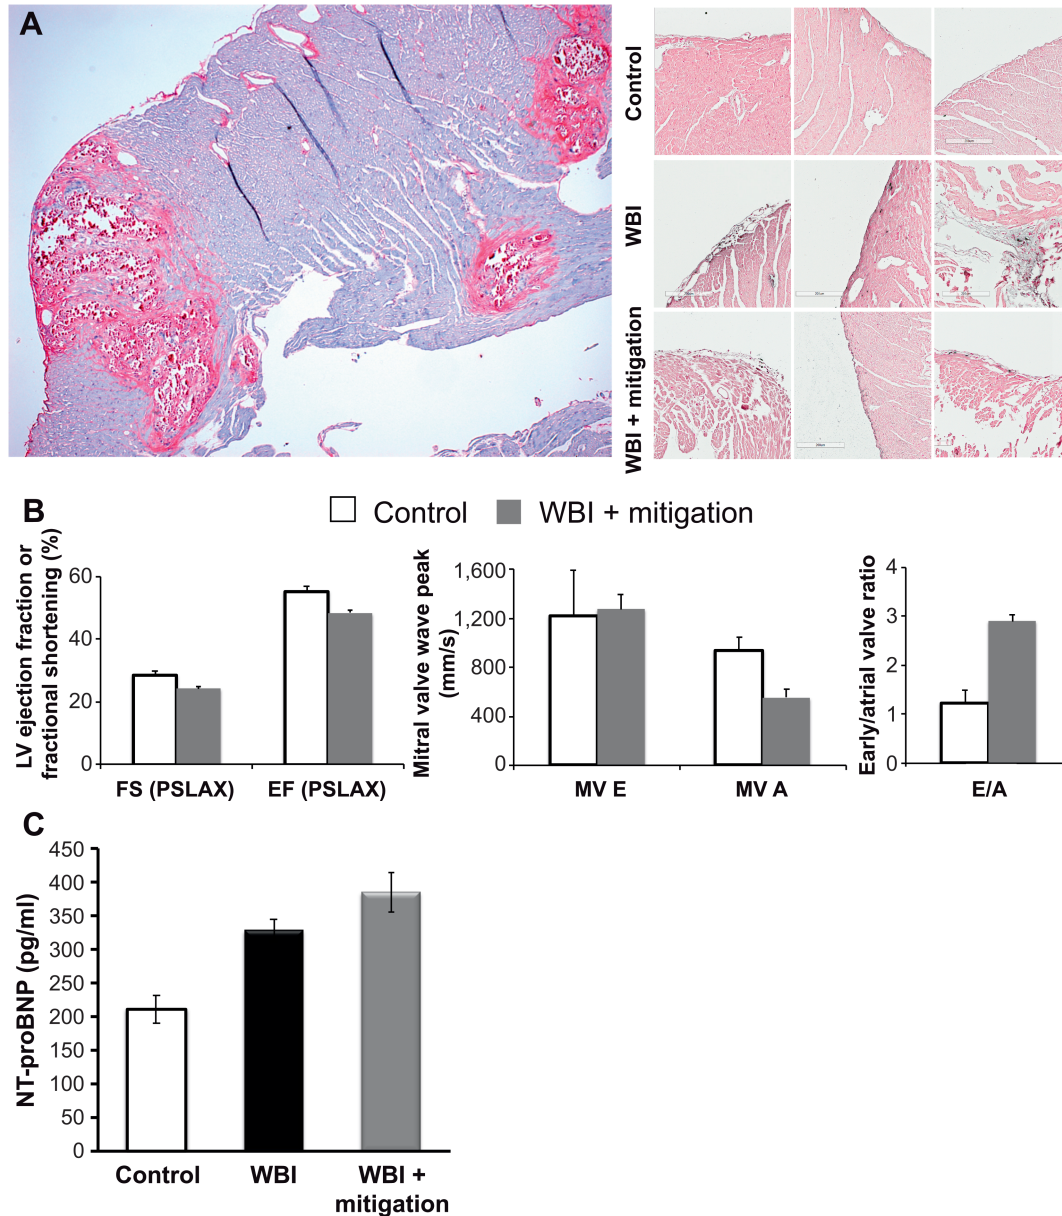 A
Control
WBI
WBI + mitigation
B
Control
WBI + mitigation
LV ejection fraction or
fractional shortening (%)
60
40
20
0
FS (PSLAX)
EF (PSLAX)
Mitral valve wave peak
(mm/s)
1,600
1,200
800
400
0
MV E
MV A
Early/atrial valve ratio
4
3
2
1
0
E/A
C
NT-proBNP (pg/ml)
450
400
350
300
250
200
150
100
50
0
Control
WBI
WBI +
mitigation